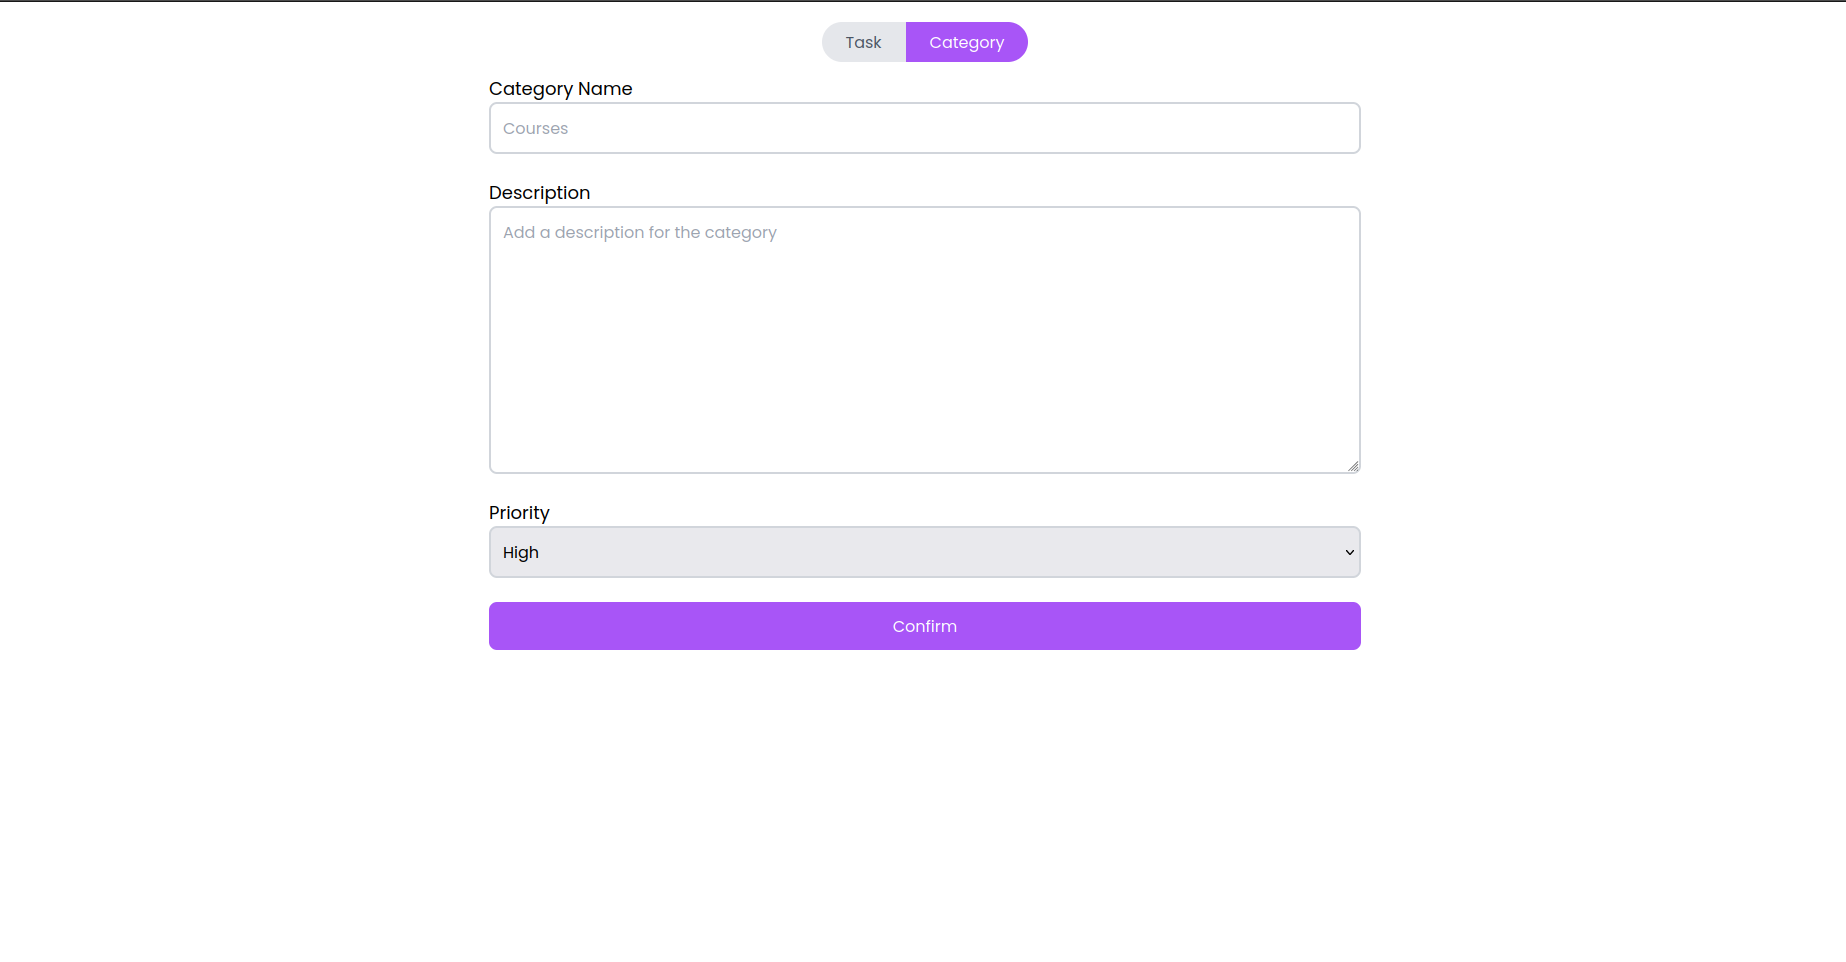 Task Category
Category Name
Courses
Description
Add a description for the category
Priority
High
Confirm